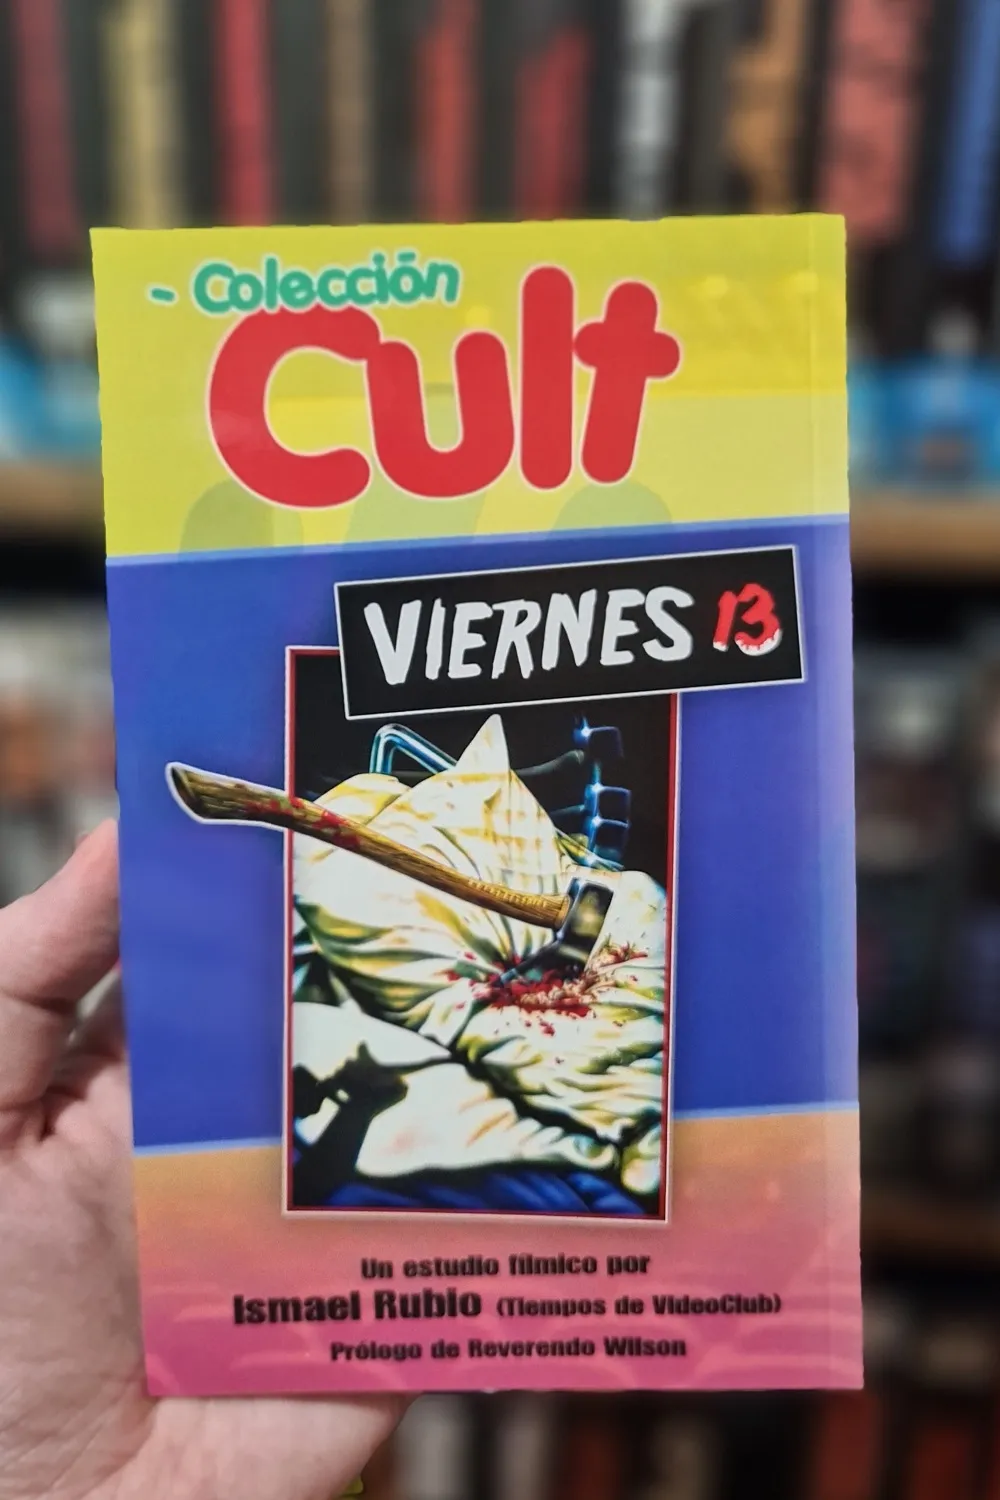 - Colección
Cult
VIERNES 13
Un estudio fílmico por
Ismael Rubio (Tiempos de VideoClub)
Prólogo de Reverendo Wilson